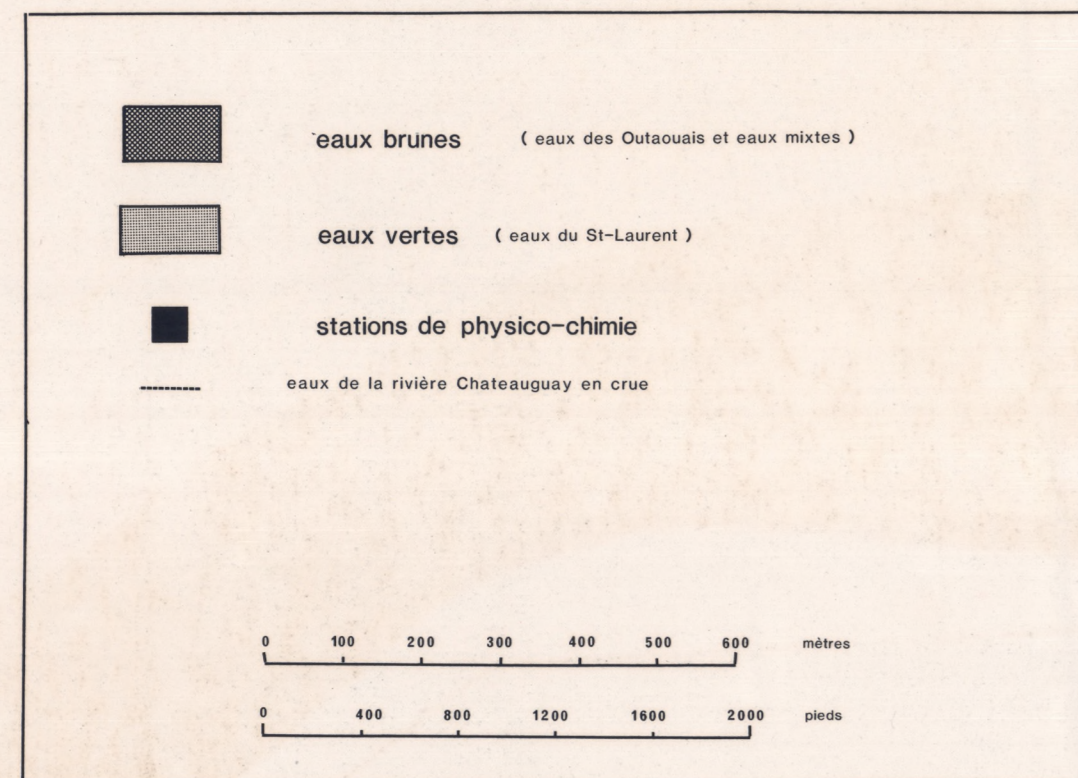 eaux brunes ( eaux des Outaouais et eaux mixtes )
eaux vertes ( eaux du St-Laurent )
stations de physico-chimie
eaux de la rivière Chateauguay en crue
0 100 200 300 400 500 600 mètres
0 400 800 1200 1600 2000 pieds